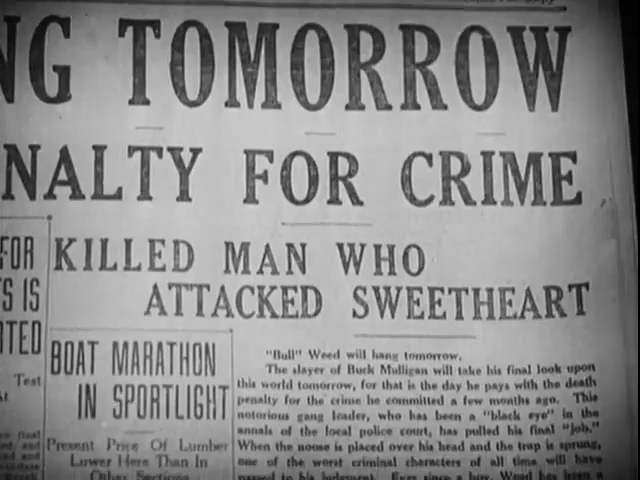 NG TOMORROW
NALTY FOR CRIME
KILLED MAN WHO
ATTACKED SWEETHEART
FOR
S IS
TED
Test
BOAT MARATHON
IN SPORTLIGHT
Present Price Of Lumber
Lower Here Than In
Other Sections
"Bull" Weed will hang tomorrow.
The slayer of Buck Mulligan will take his final look upon
this world tomorrow, for that is the day he pays with the death
penalty for the crime he committed a few months ago. This
notorious gang leader, who has been a "black eye" in the
annals of the local police court, has pulled his final "job."
When the noose is placed over his head and the trap is sprung,
one of the worst criminal characters of all time will have
passed to his judgment.